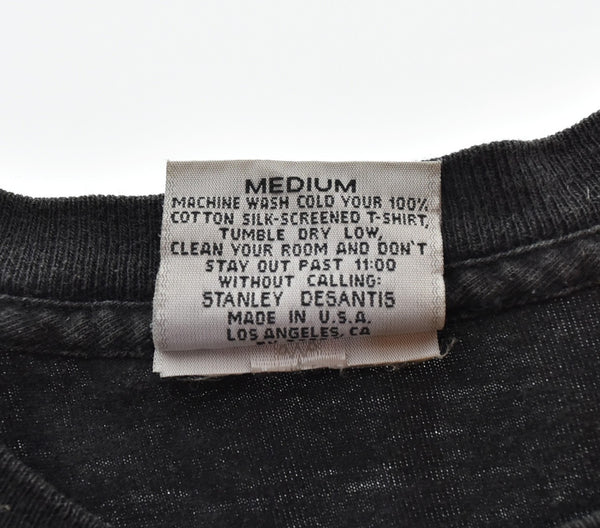 MEDIUM
MACHINE WASH COLD YOUR 100%
COTTON SILK-SCREENED T-SHIRT,
TUMBLE DRY LOW,
CLEAN YOUR ROOM AND DON'T
STAY OUT PAST 11:00
WITHOUT CALLING:
STANLEY DESANTIS
MADE IN U.S.A.
LOS ANGELES, CA